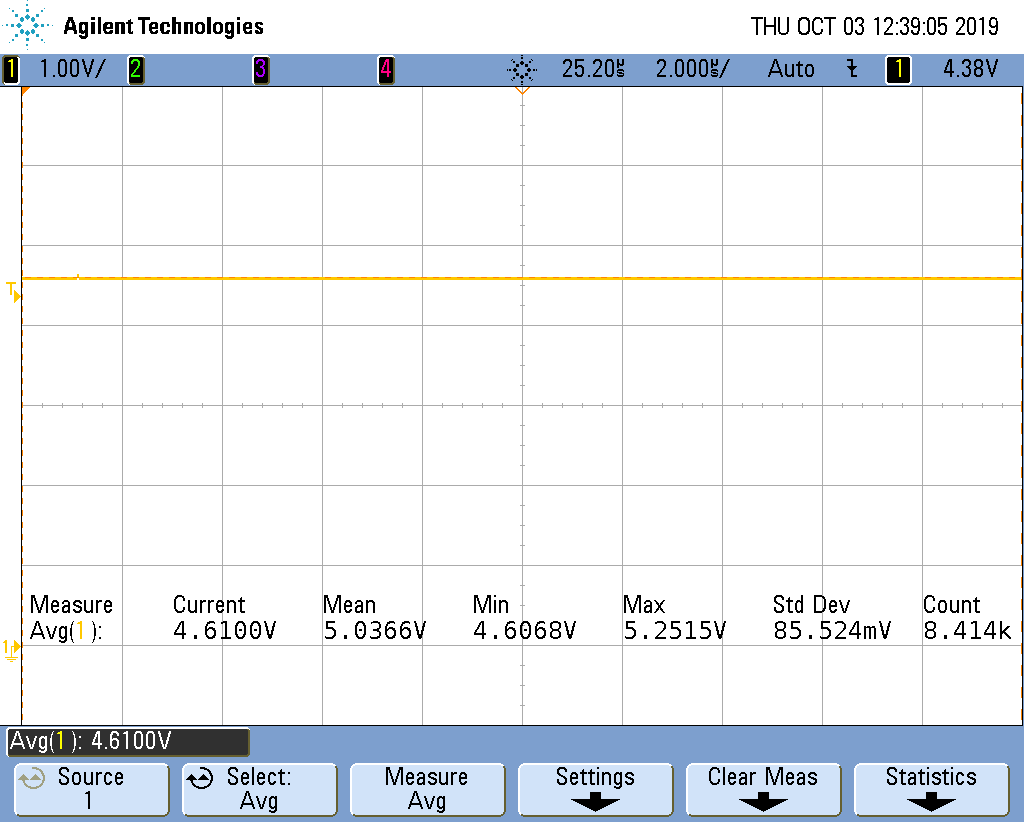 Agilent Technologies THU OCT 03 12:39:05 2019
1 1.00V/ 2 3 4 25.20µs 2.000µs/ Auto 1 4.38V
T
Measure Current Mean Min Max Std Dev Count
Avg(1): 4.6100V 5.0366V 4.6068V 5.2515V 85.524mV 8.414k
1
Avg(1): 4.6100V
Source Select: Measure Settings Clear Meas Statistics
1 Avg Avg